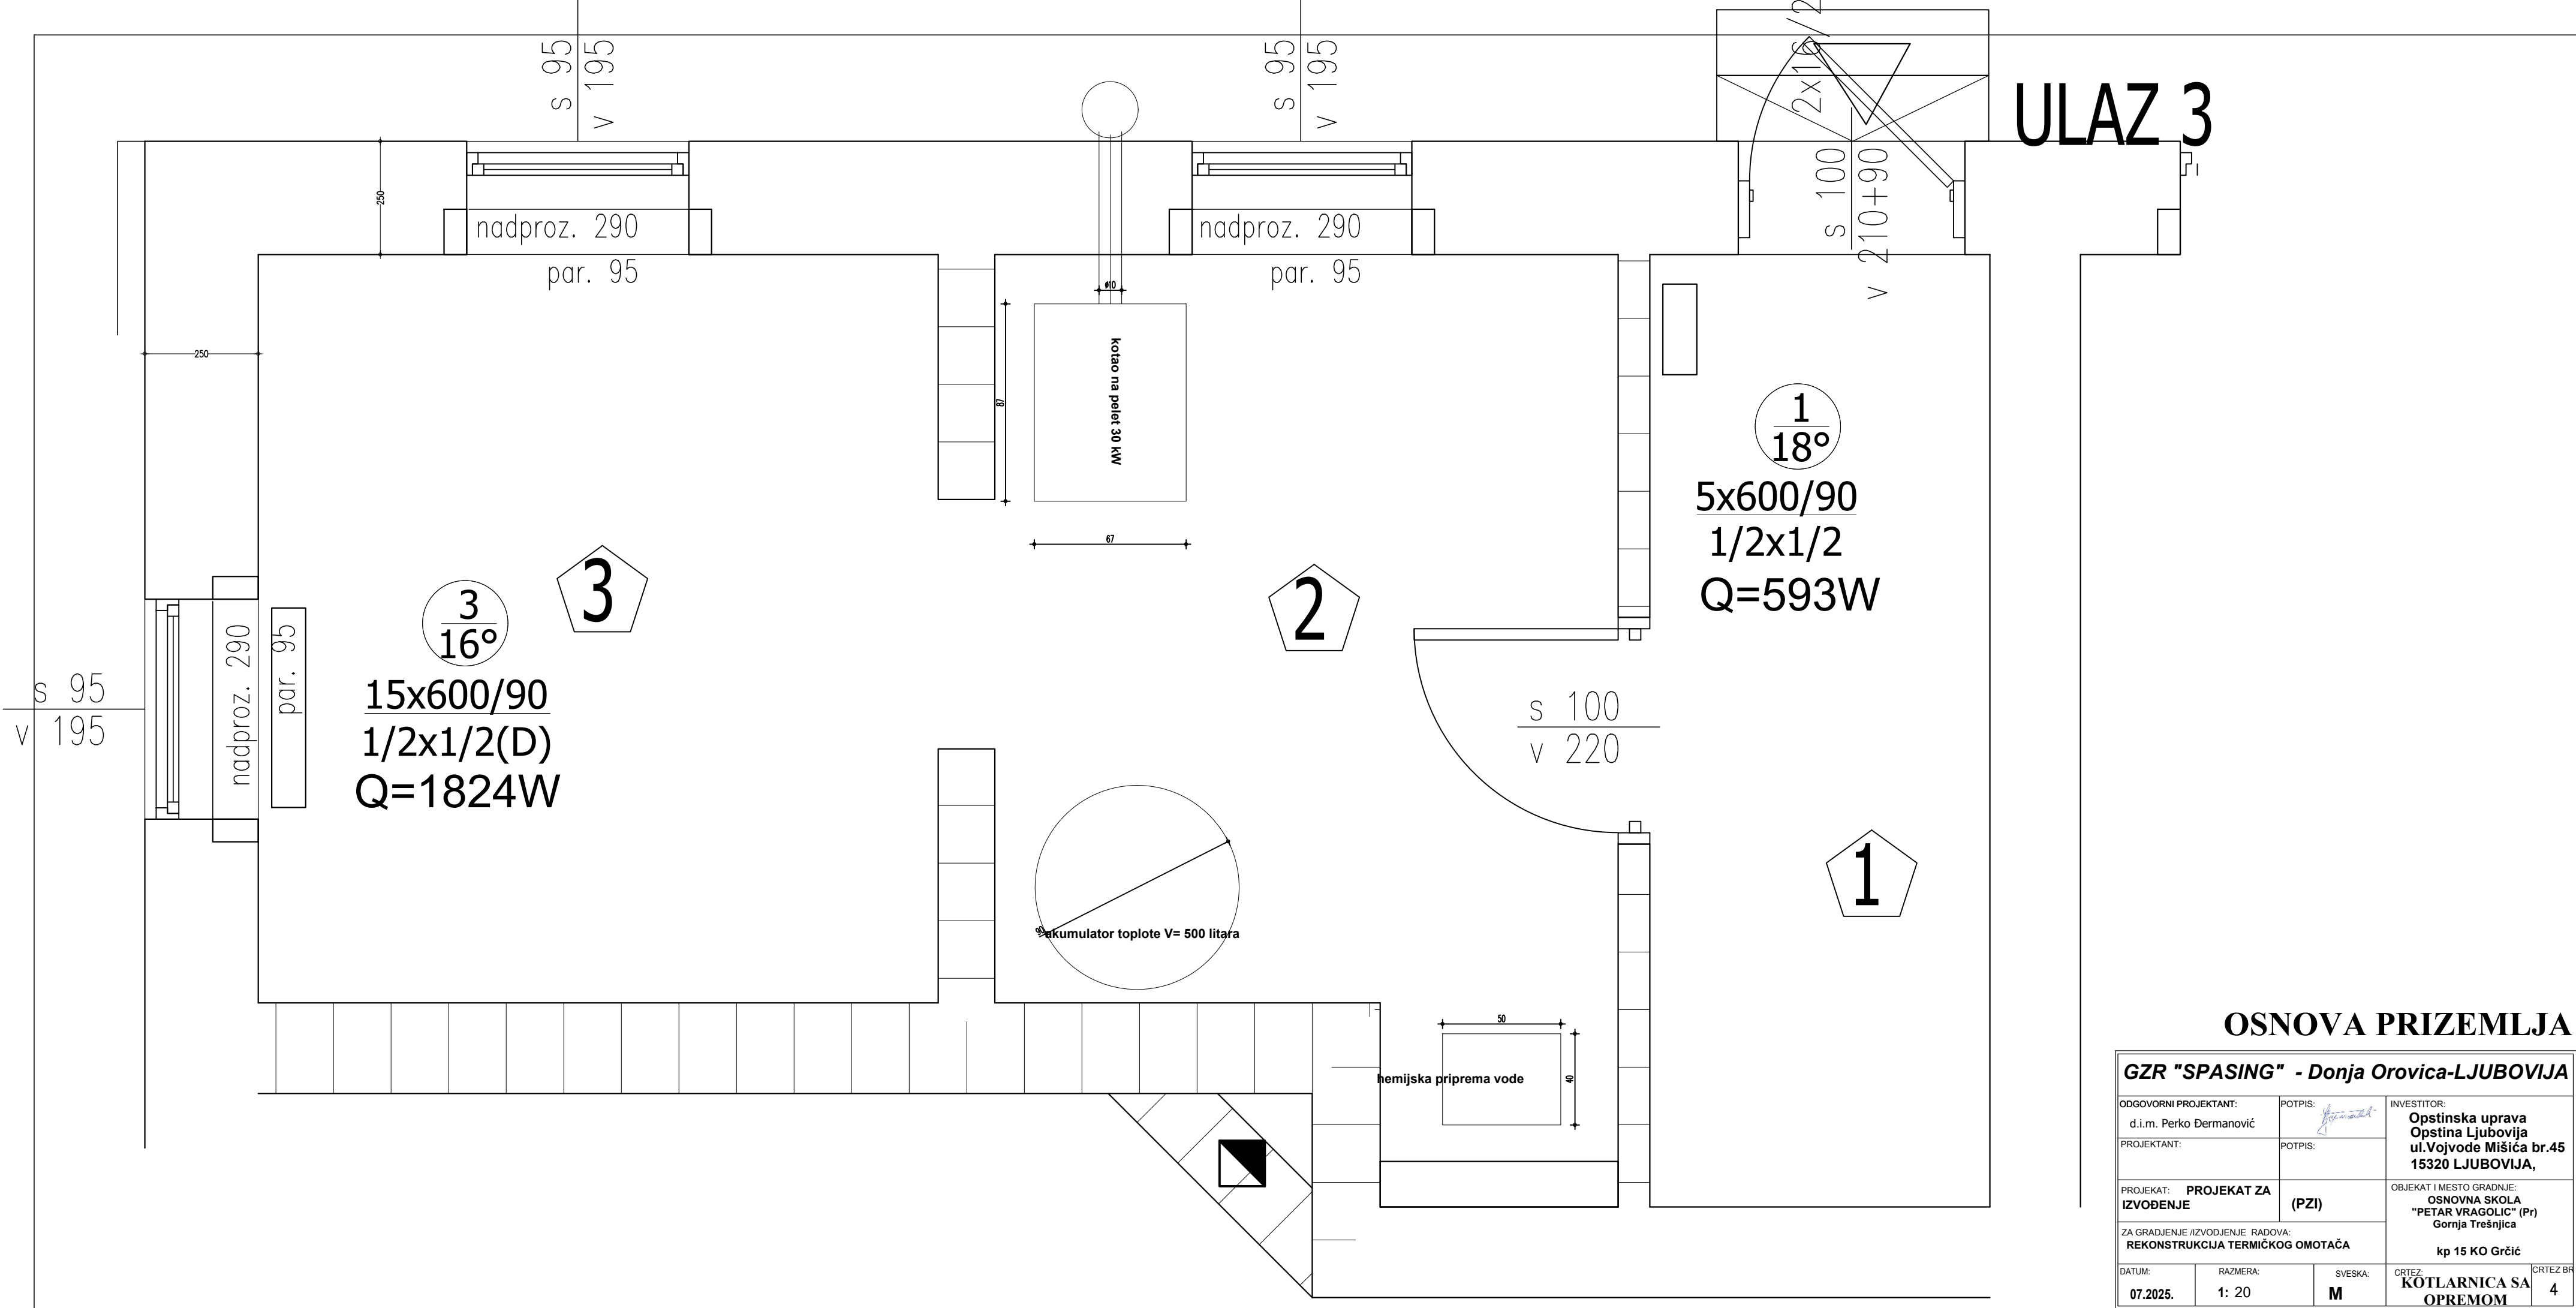 s 95
v 195
s 95
v 195
ULAZ 3
s 100
v 210+90
250
nadproz. 290
par. 95
nadproz. 290
par. 95
250
kotao na pelet 30 kW
87
67
1
18°
5x600/90
1/2x1/2
Q=593W
3
2
3
16°
15x600/90
1/2x1/2(D)
Q=1824W
nadproz. 290
par. 95
s 95
v 195
s 100
v 220
1
akumulator toplote V= 500 litara
50
40
hemijska priprema vode
OSNOVA PRIZEMLJA
GZR "SPASING" - Donja Orovica-LJUBOVIJA
ODGOVORNI PROJEKTANT:
d.i.m. Perko Đermanović
POTPIS:
INVESTITOR:
Opstinska uprava
Opstina Ljubovija
ul.Vojvode Mišića br.45
15320 LJUBOVIJA,
PROJEKTANT:
POTPIS:
PROJEKAT: PROJEKAT ZA
IZVOĐENJE
(PZI)
OBJEKAT I MESTO GRADNJE:
OSNOVNA SKOLA
"PETAR VRAGOLIC" (Pr)
Gornja Trešnjica
kp 15 KO Grčić
ZA GRADJENJE /IZVODJENJE RADOVA:
REKONSTRUKCIJA TERMIČKOG OMOTAČA
DATUM:
07.2025.
RAZMERA:
1: 20
SVESKA:
M
CRTEZ:
KOTLARNICA SA
OPREMOM
CRTEZ BR
4